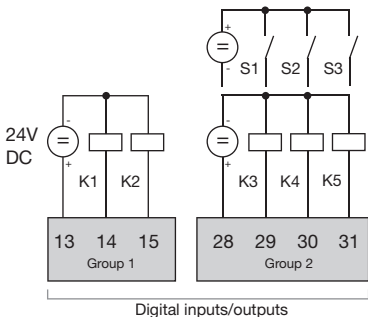 +
-
S1 S2 S3
24V
DC
-
+
K1 K2
-
+
K3 K4 K5
13 14 15
Group 1
28 29 30 31
Group 2
Digital inputs/outputs